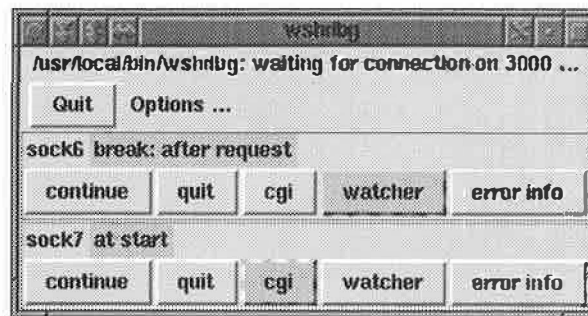 wshdbg
/usr/local/bin/wshdbg: waiting for connection on 3000 ...
Quit Options ...
sock6 break: after request
continue quit cgi watcher error info
sock7 at start
continue quit cgi watcher error info